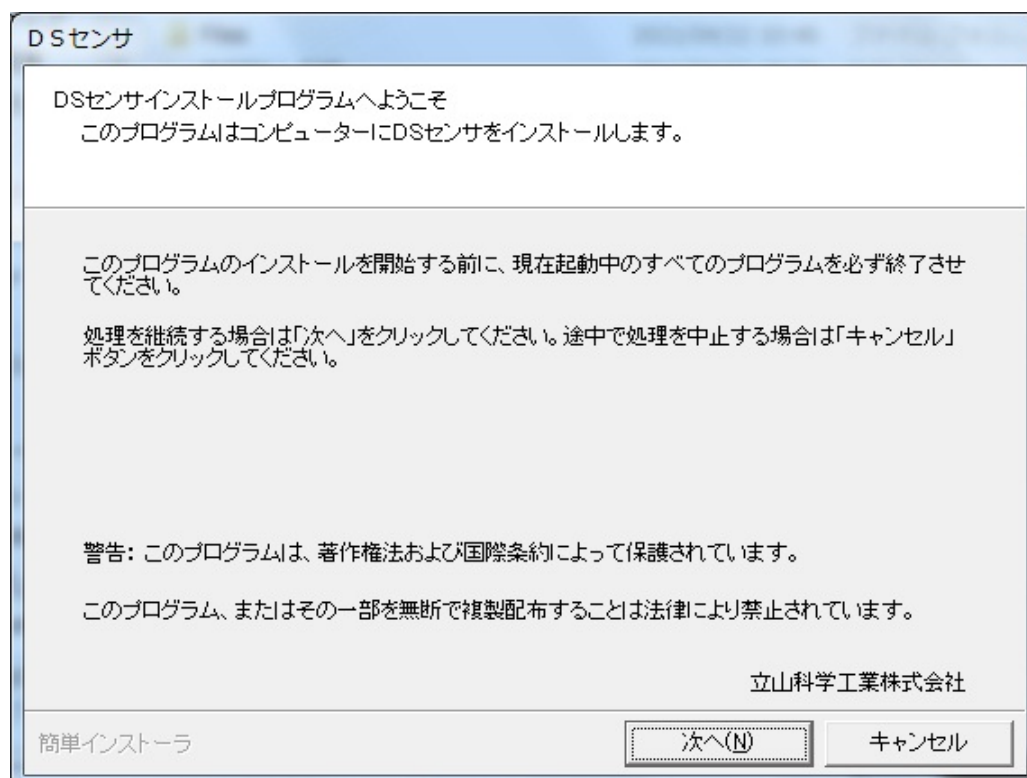 DSセンサ
DSセンサインストールプログラムへようこそ
このプログラムはコンピューターにDSセンサをインストールします。
このプログラムのインストールを開始する前に、現在起動中のすべてのプログラムを必ず終了させ
てください。
処理を継続する場合は「次へ」をクリックしてください。途中で処理を中止する場合は「キャンセル」
ボタンをクリックしてください。
警告: このプログラムは、著作権法および国際条約によって保護されています。
このプログラム、またはその一部を無断で複製配布することは法律により禁止されています。
立山科学工業株式会社
簡単インストーラ
次へ(N)
キャンセル